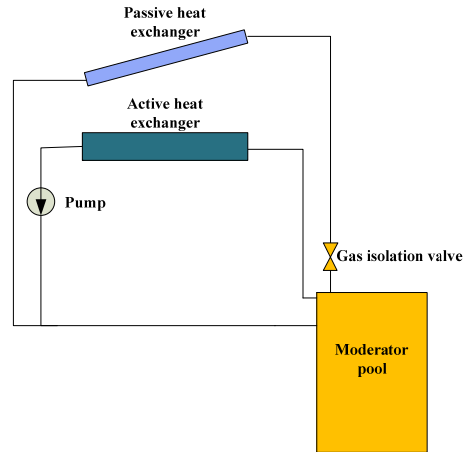 Passive heat
exchanger
Active heat
exchanger
Pump
Gas isolation valve
Moderator
pool